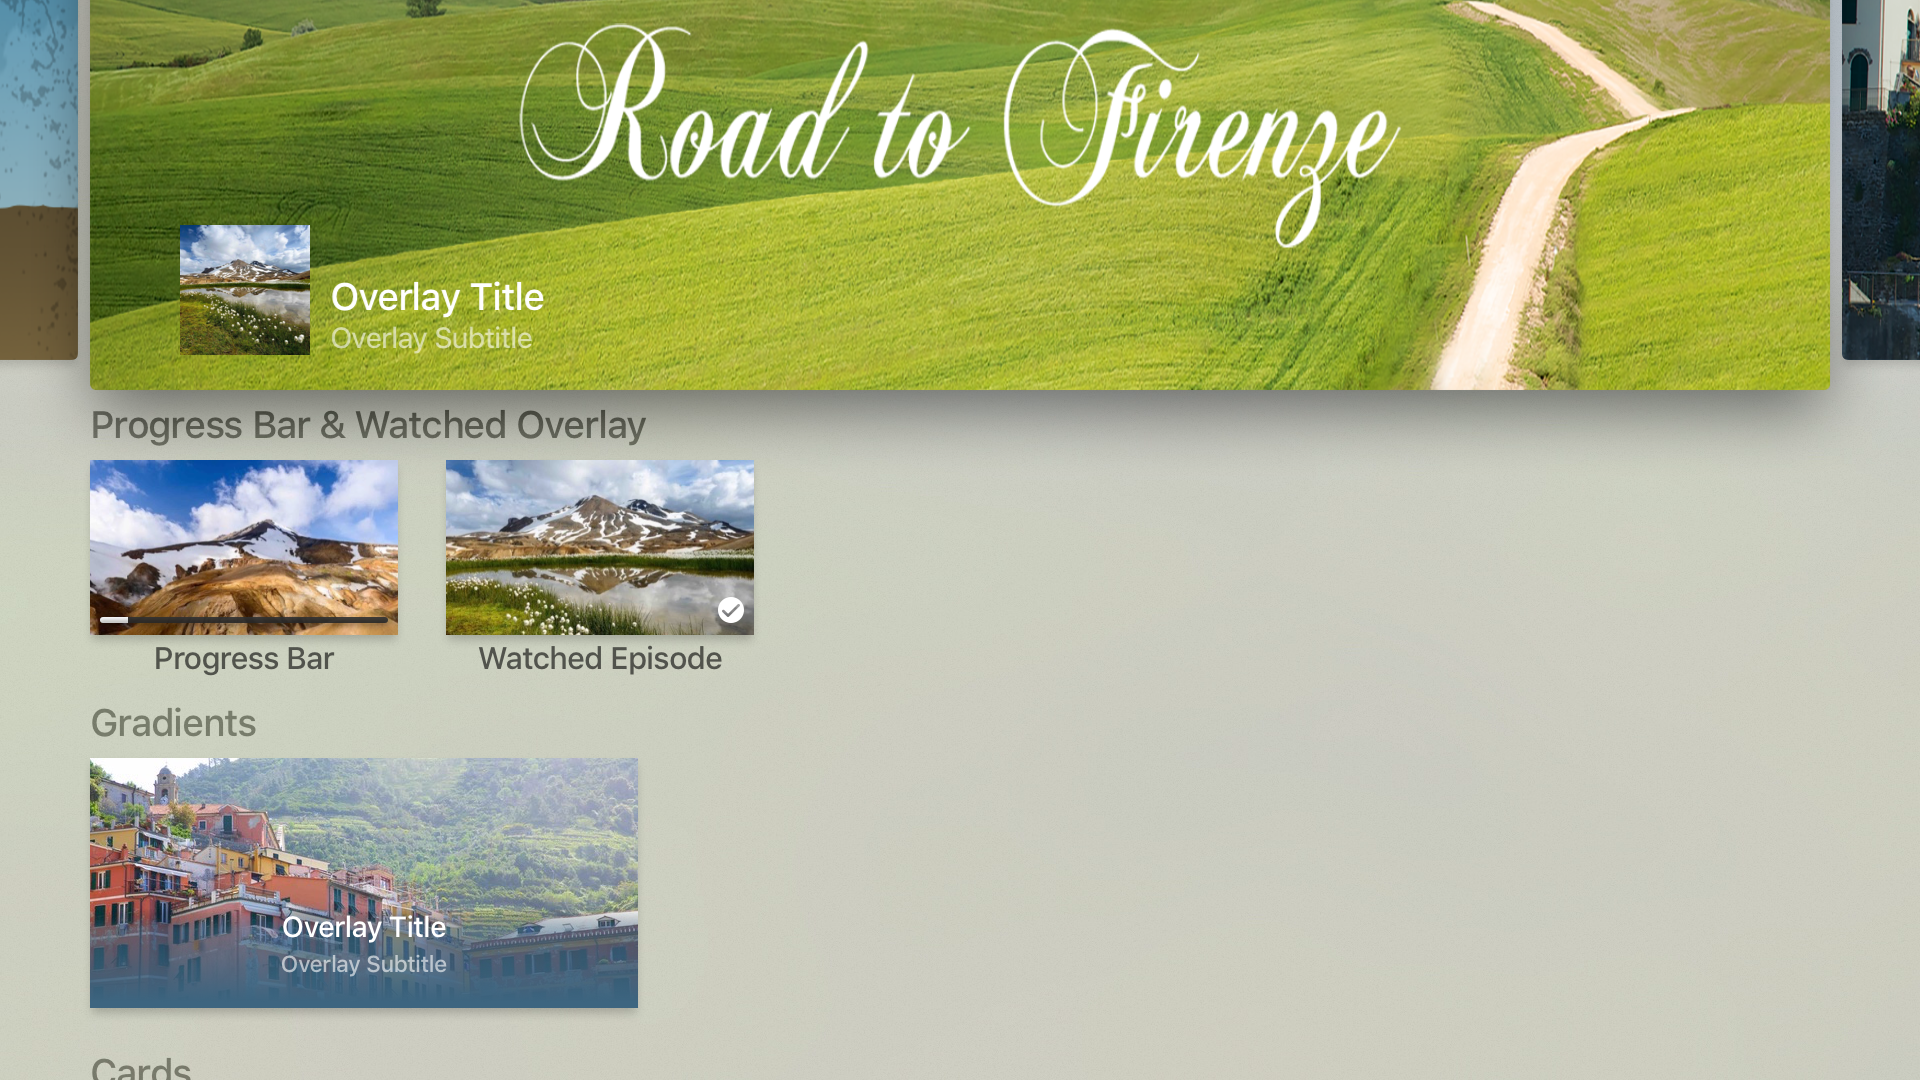 Road to Firenze
Overlay Title
Overlay Subtitle
Progress Bar & Watched Overlay
Progress Bar
Watched Episode
Gradients
Overlay Title
Overlay Subtitle
Cards